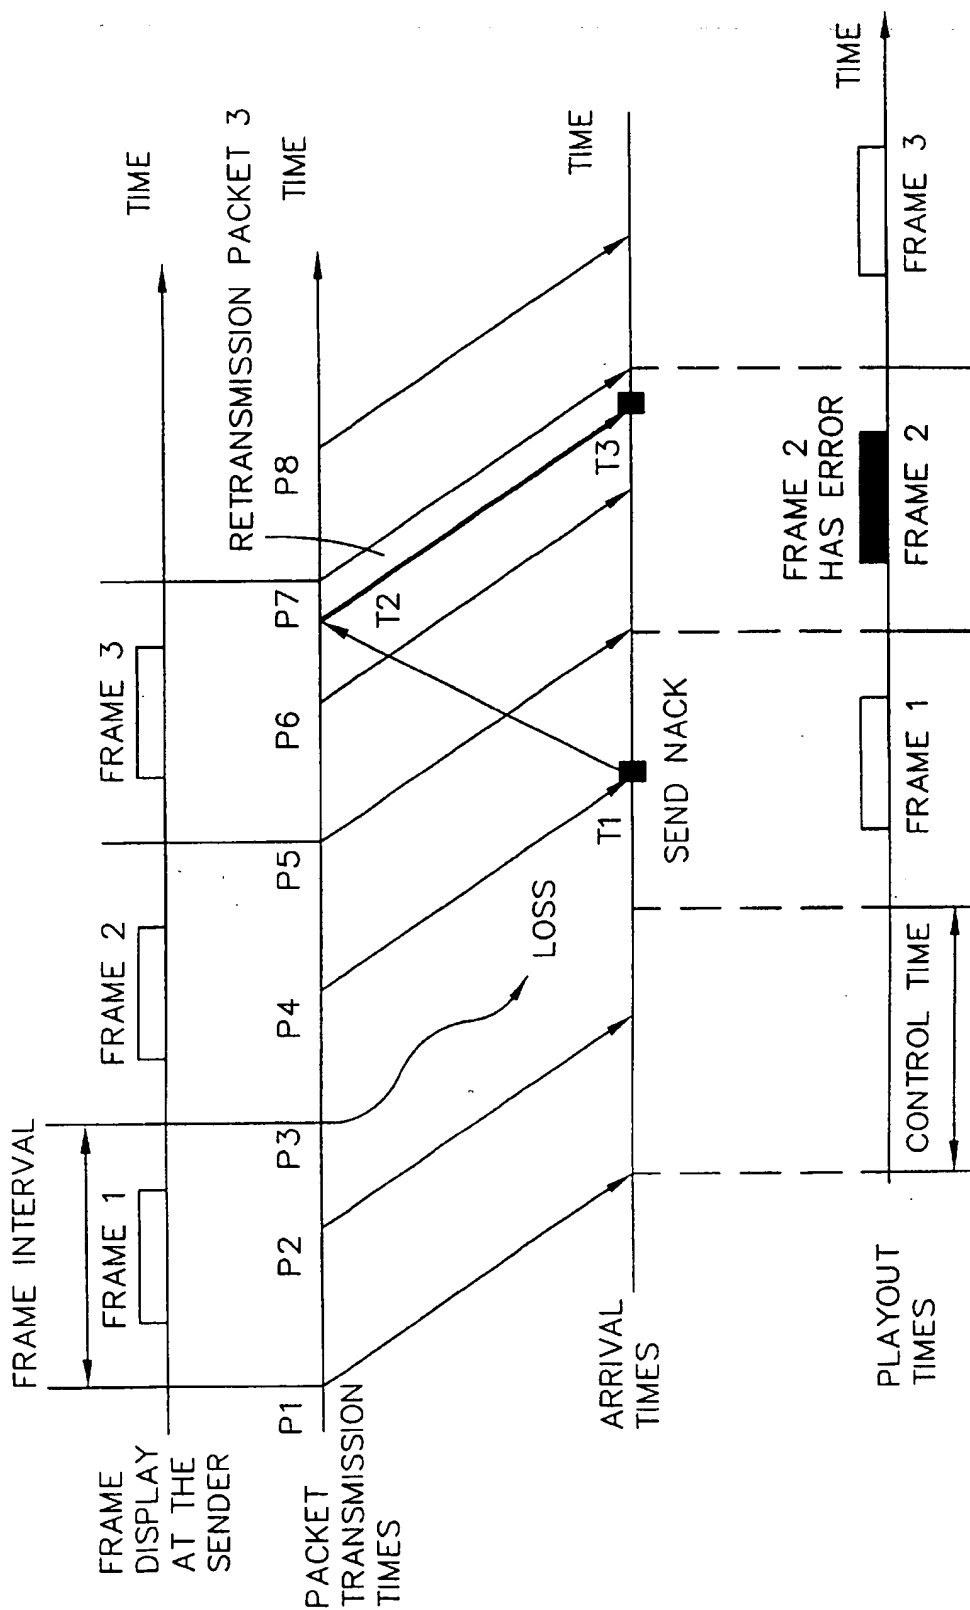 FRAME INTERVAL
FRAME 1
FRAME 2
FRAME 3
TIME
FRAME
DISPLAY
AT THE
SENDER
RETRANSMISSION PACKET 3
P1
P2
P3
P4
P5
P6
P7
P8
TIME
PACKET
TRANSMISSION
TIMES
T2
LOSS
T1
T3
TIME
ARRIVAL
TIMES
SEND NACK
FRAME 2
HAS ERROR
TIME
PLAYOUT
TIMES
CONTROL TIME
FRAME 1
FRAME 2
FRAME 3